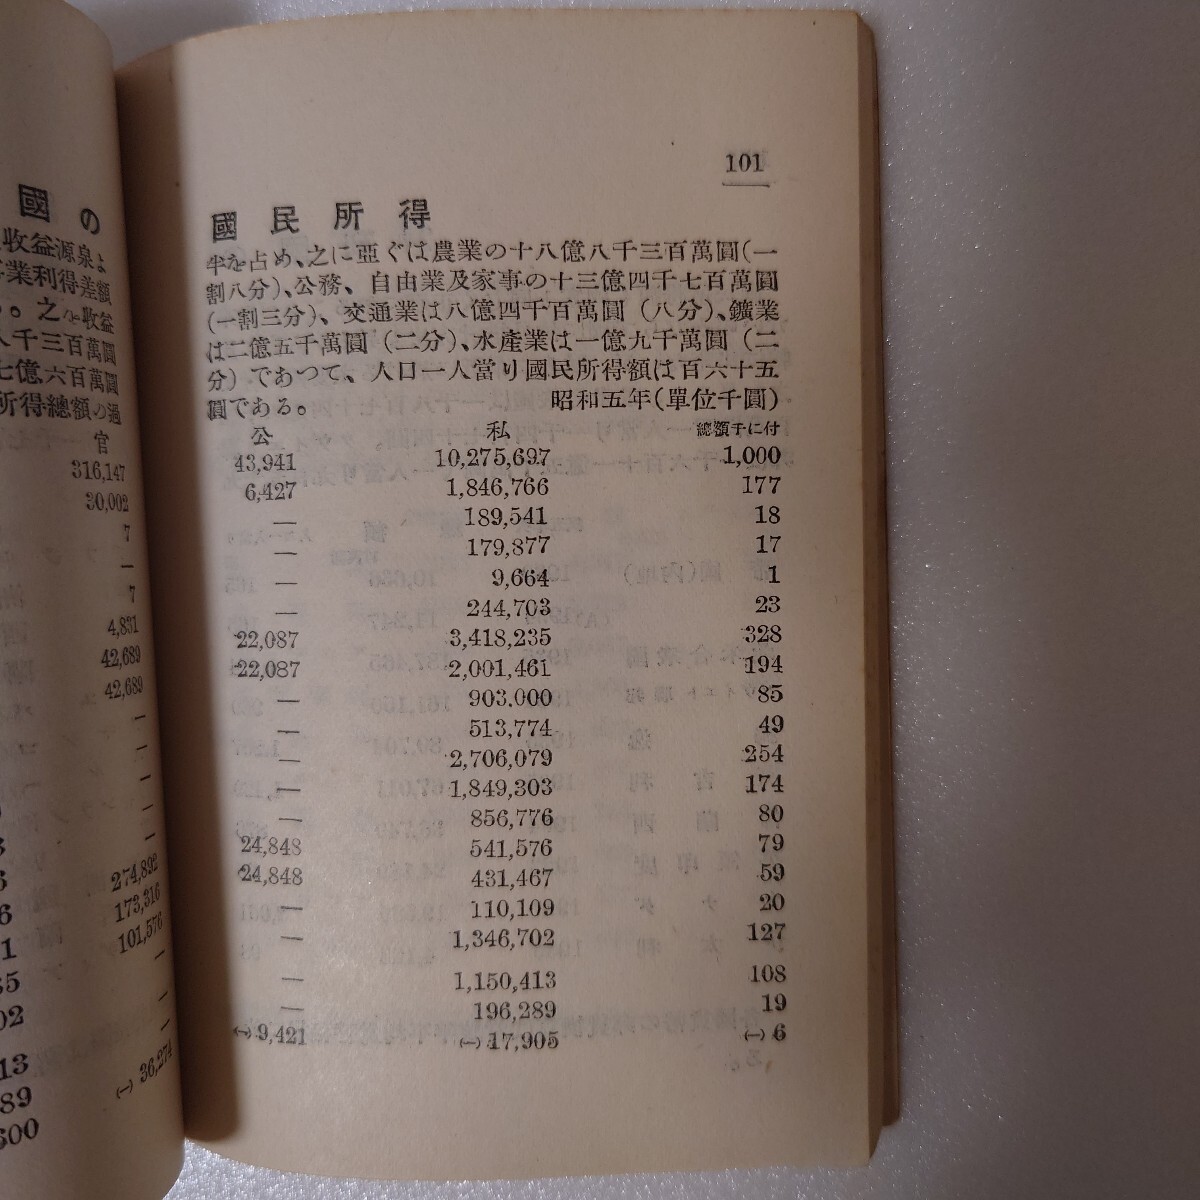 國の
收益源泉よ
業利得差額
。之を收益
八千三百萬圓
七億六百萬圓
所得總額の過
官
316,147
30,002
7
—
7
4,831
42,689
42,689
—
—
—
—
—
274,892
173,316
101,576
—
—
—
(一) 36,274
101
國民所得
半を占め、之に亞ぐは農業の十八億八千三百萬圓(一
割八分)、公務、自由業及家事の十三億四千七百萬圓
(一割三分)、交通業は八億四千百萬圓(八分)、鑛業
は二億五千萬圓(二分)、水產業は一億九千萬圓(二
分)であつて、人口一人當り國民所得額は百六十五
圓である。 昭和五年(單位千圓)
公 私 總額千に付
43,941 10,275,697 1,000
6,427 1,846,766 177
— 189,541 18
— 179,877 17
— 9,664 1
— 244,703 23
22,087 3,418,235 328
22,087 2,001,461 194
— 903.000 85
— 513,774 49
— 2,706,079 254
— 1,849,303 174
— 856,776 80
24,848 541,576 79
24,848 431,467 59
— 110,109 20
— 1,346,702 127
— 1,150,413 108
— 196,289 19
(一) 9,421 (一) 17,905 (一) 6